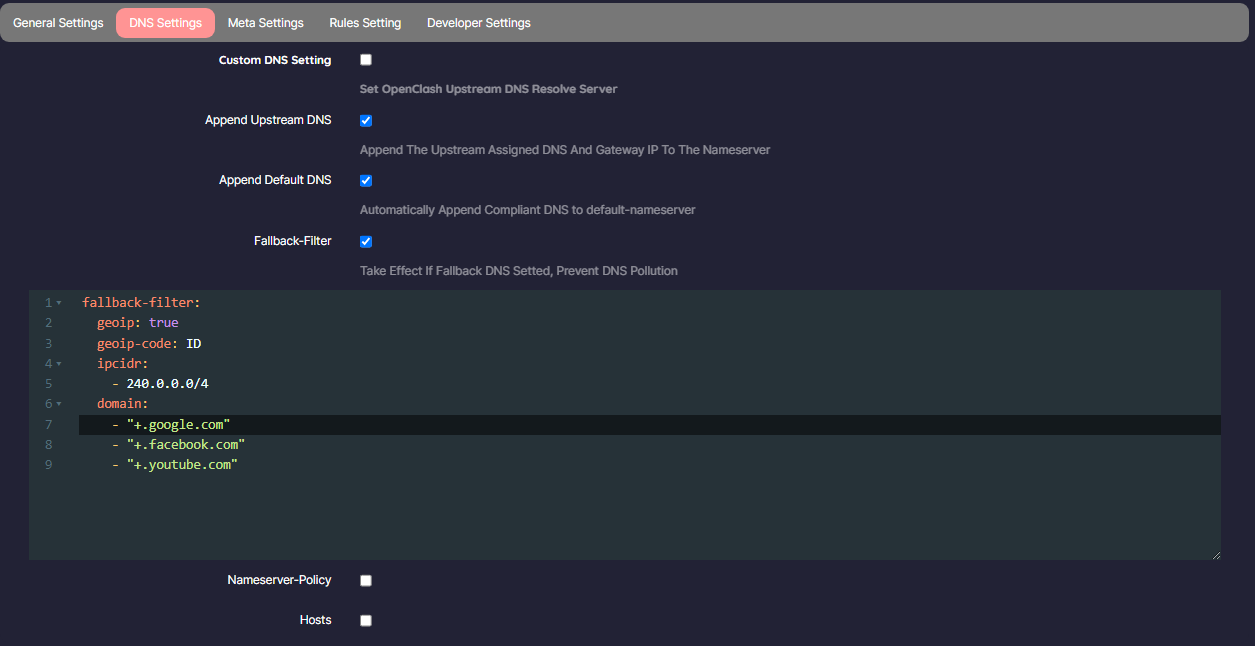 General Settings DNS Settings Meta Settings Rules Setting Developer Settings
Custom DNS Setting
Set OpenClash Upstream DNS Resolve Server
Append Upstream DNS
Append The Upstream Assigned DNS And Gateway IP To The Nameserver
Append Default DNS
Automatically Append Compliant DNS to default-nameserver
Fallback-Filter
Take Effect If Fallback DNS Setted, Prevent DNS Pollution
1 fallback-filter:
2 geoip: true
3 geoip-code: ID
4 ipcidr:
5 - 240.0.0.0/4
6 domain:
7 - "+.google.com"
8 - "+.facebook.com"
9 - "+.youtube.com"
Nameserver-Policy
Hosts